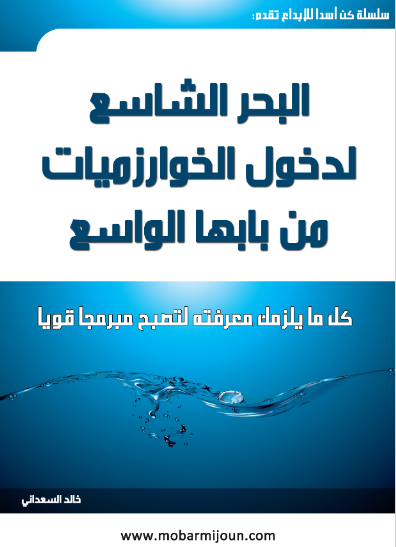 سلسلة كن أسدا للإبداع تقدم:
البحر الشاسع
لدخول الخوارزميات
من بابها الواسع
كل ما يلزمك معرفته لتصبح مبرمجا قويا
خالد السعداني
www.mobarmijoun.com